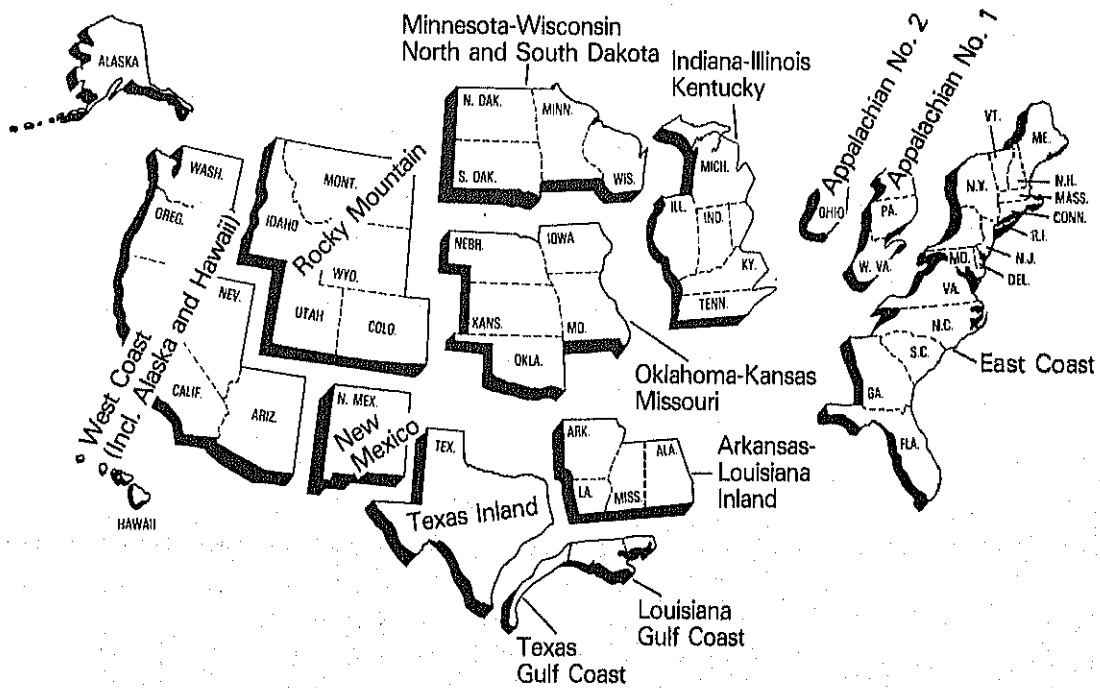 Minnesota-Wisconsin
North and South Dakota
Indiana-Illinois
Kentucky
Appalachian No. 2
Appalachian No. 1
ALASKA
WASH.
OREG.
NEV.
CALIF.
ARIZ.
West Coast
(Incl. Alaska and Hawaii)
HAWAII
MONT.
IDAHO
Rocky Mountain
WYO.
UTAH
COLO.
N. MEX.
New
Mexico
N. DAK.
MINN.
S. DAK.
WIS.
NEBR.
IOWA
KANS.
MO.
OKLA.
Oklahoma-Kansas
Missouri
MICH.
ILL.
IND.
KY.
TENN.
OHIO
PA.
W. VA.
VT.
ME.
N.Y.
N.H.
MASS.
CONN.
R.I.
N.J.
MD.
DEL.
VA.
N.C.
S.C.
East Coast
GA.
FLA.
TEX.
Texas Inland
ARK.
ALA.
LA.
MISS.
Arkansas-
Louisiana
Inland
Louisiana
Gulf Coast
Texas
Gulf Coast